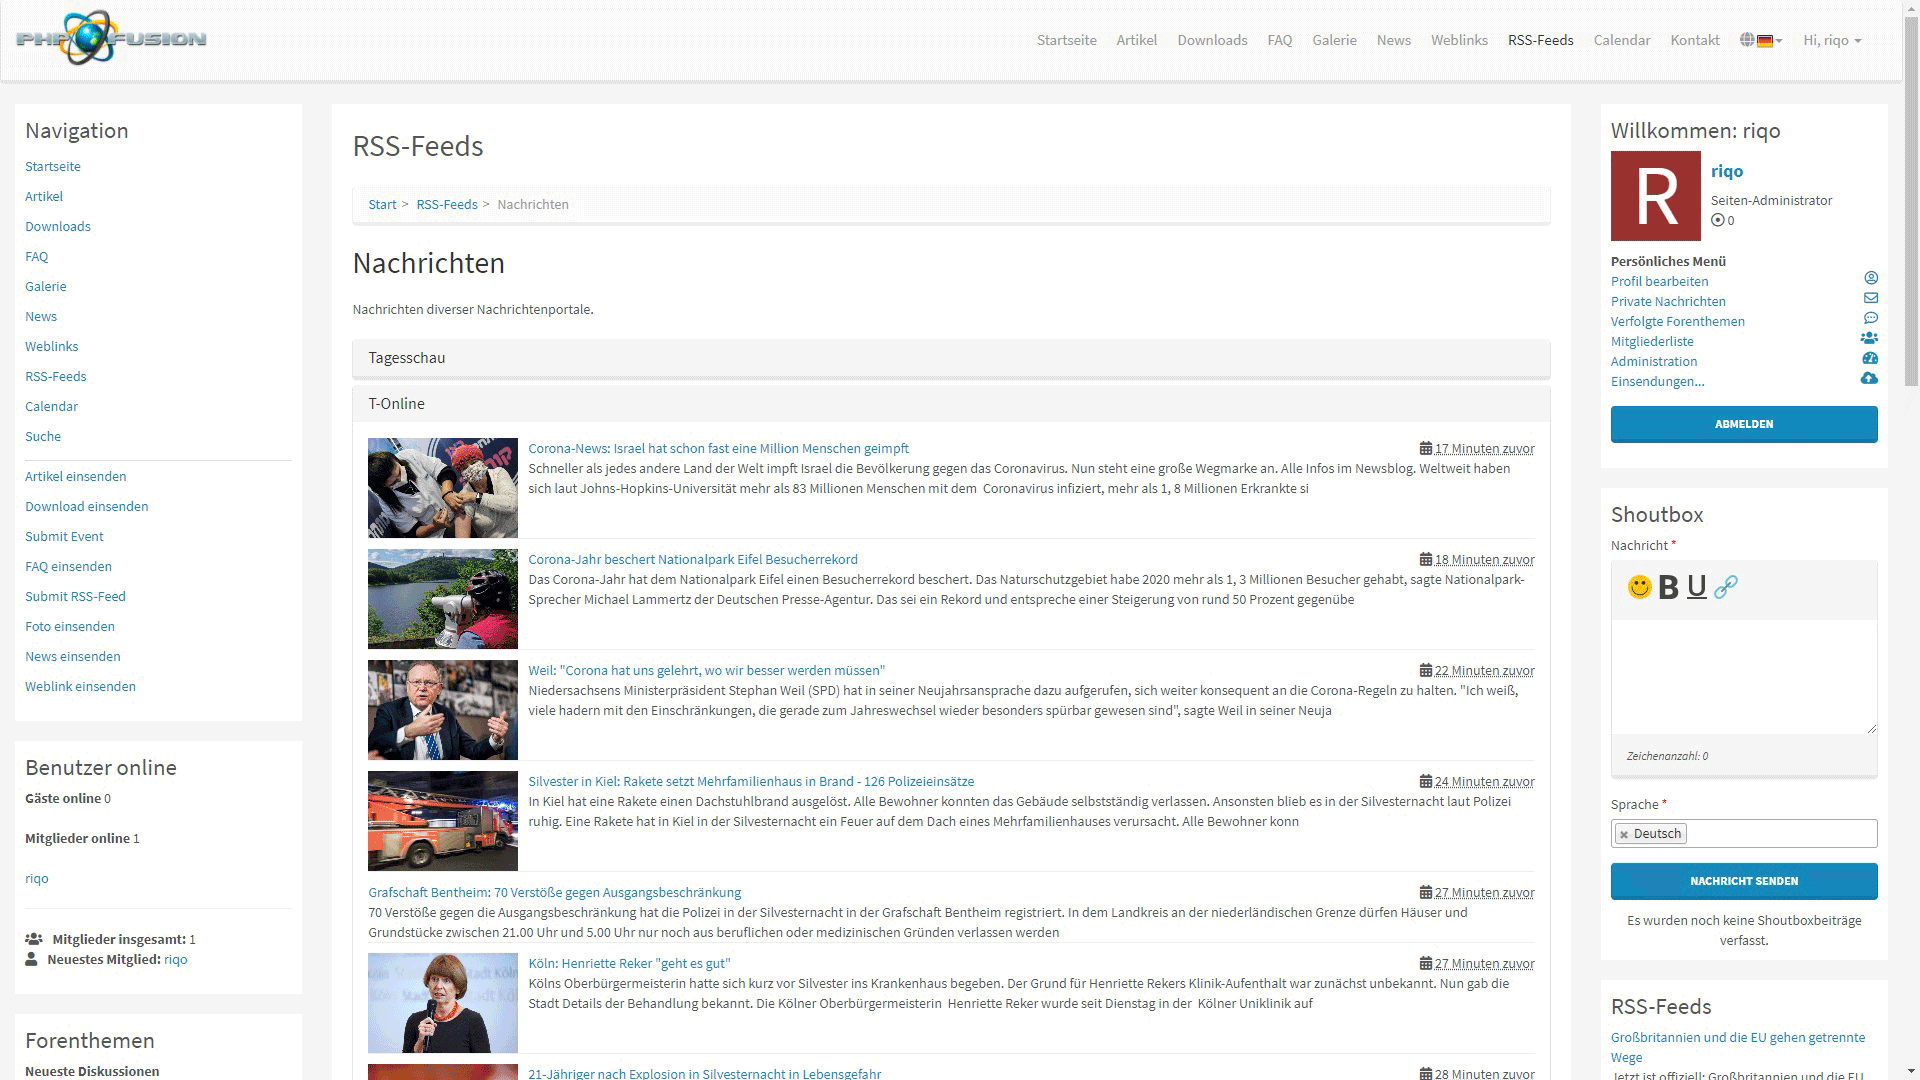 PHP FUSION
Startseite Artikel Downloads FAQ Galerie News Weblinks RSS-Feeds Calendar Kontakt Hi, riqo
Navigation
Startseite
Artikel
Downloads
FAQ
Galerie
News
Weblinks
RSS-Feeds
Calendar
Suche
Artikel einsenden
Download einsenden
Submit Event
FAQ einsenden
Submit RSS-Feed
Foto einsenden
News einsenden
Weblink einsenden
Benutzer online
Gäste online 0
Mitglieder online 1
riqo
Mitglieder insgesamt: 1
Neuestes Mitglied: riqo
Forenthemen
Neueste Diskussionen
RSS-Feeds
Start > RSS-Feeds > Nachrichten
Nachrichten
Nachrichten diverser Nachrichtenportale.
Tagesschau
T-Online
Corona-News: Israel hat schon fast eine Million Menschen geimpft 17 Minuten zuvor
Schneller als jedes andere Land der Welt impft Israel die Bevölkerung gegen das Coronavirus. Nun steht eine große Wegmarke an. Alle Infos im Newsblog. Weltweit haben
sich laut Johns-Hopkins-Universität mehr als 83 Millionen Menschen mit dem Coronavirus infiziert, mehr als 1, 8 Millionen Erkrankte si
Corona-Jahr beschert Nationalpark Eifel Besucherrekord 18 Minuten zuvor
Das Corona-Jahr hat dem Nationalpark Eifel einen Besucherrekord beschert. Das Naturschutzgebiet habe 2020 mehr als 1, 3 Millionen Besucher gehabt, sagte Nationalpark-
Sprecher Michael Lammertz der Deutschen Presse-Agentur. Das sei ein Rekord und entspreche einer Steigerung von rund 50 Prozent gegenübe
Weil: "Corona hat uns gelehrt, wo wir besser werden müssen" 22 Minuten zuvor
Niedersachsens Ministerpräsident Stephan Weil (SPD) hat in seiner Neujahrsansprache dazu aufgerufen, sich weiter konsequent an die Corona-Regeln zu halten. "Ich weiß,
viele hadern mit den Einschränkungen, die gerade zum Jahreswechsel wieder besonders spürbar gewesen sind", sagte Weil in seiner Neuja
Silvester in Kiel: Rakete setzt Mehrfamilienhaus in Brand - 126 Polizeieinsätze 24 Minuten zuvor
In Kiel hat eine Rakete einen Dachstuhlbrand ausgelöst. Alle Bewohner konnten das Gebäude selbstständig verlassen. Ansonsten blieb es in der Silvesternacht laut Polizei
ruhig. Eine Rakete hat in Kiel in der Silvesternacht ein Feuer auf dem Dach eines Mehrfamilienhauses verursacht. Alle Bewohner konn
Grafschaft Bentheim: 70 Verstöße gegen Ausgangsbeschränkung 27 Minuten zuvor
70 Verstöße gegen die Ausgangsbeschränkung hat die Polizei in der Silvesternacht in der Grafschaft Bentheim registriert. In dem Landkreis an der niederländischen Grenze dürfen Häuser und
Grundstücke zwischen 21.00 Uhr und 5.00 Uhr nur noch aus beruflichen oder medizinischen Gründen verlassen werden
Köln: Henriette Reker "geht es gut" 27 Minuten zuvor
Kölns Oberbürgermeisterin hatte sich kurz vor Silvester ins Krankenhaus begeben. Der Grund für Henriette Rekers Klinik-Aufenthalt war zunächst unbekannt. Nun gab die
Stadt Details der Behandlung bekannt. Die Kölner Oberbürgermeisterin Henriette Reker wurde seit Dienstag in der Kölner Uniklinik auf
21-Jähriger nach Explosion in Silvesternacht in Lebensgefahr 28 Minuten zuvor
Willkommen: riqo
R
riqo
Seiten-Administrator
0
Persönliches Menü
Profil bearbeiten
Private Nachrichten
Verfolgte Forenthemen
Mitgliederliste
Administration
Einsendungen...
ABMELDEN
Shoutbox
Nachricht *
B U
Zeichenanzahl: 0
Sprache *
× Deutsch
NACHRICHT SENDEN
Es wurden noch keine Shoutboxbeiträge
verfasst.
RSS-Feeds
Großbritannien und die EU gehen getrennte
Wege
Jetzt ist offiziell: Großbritannien und die EU